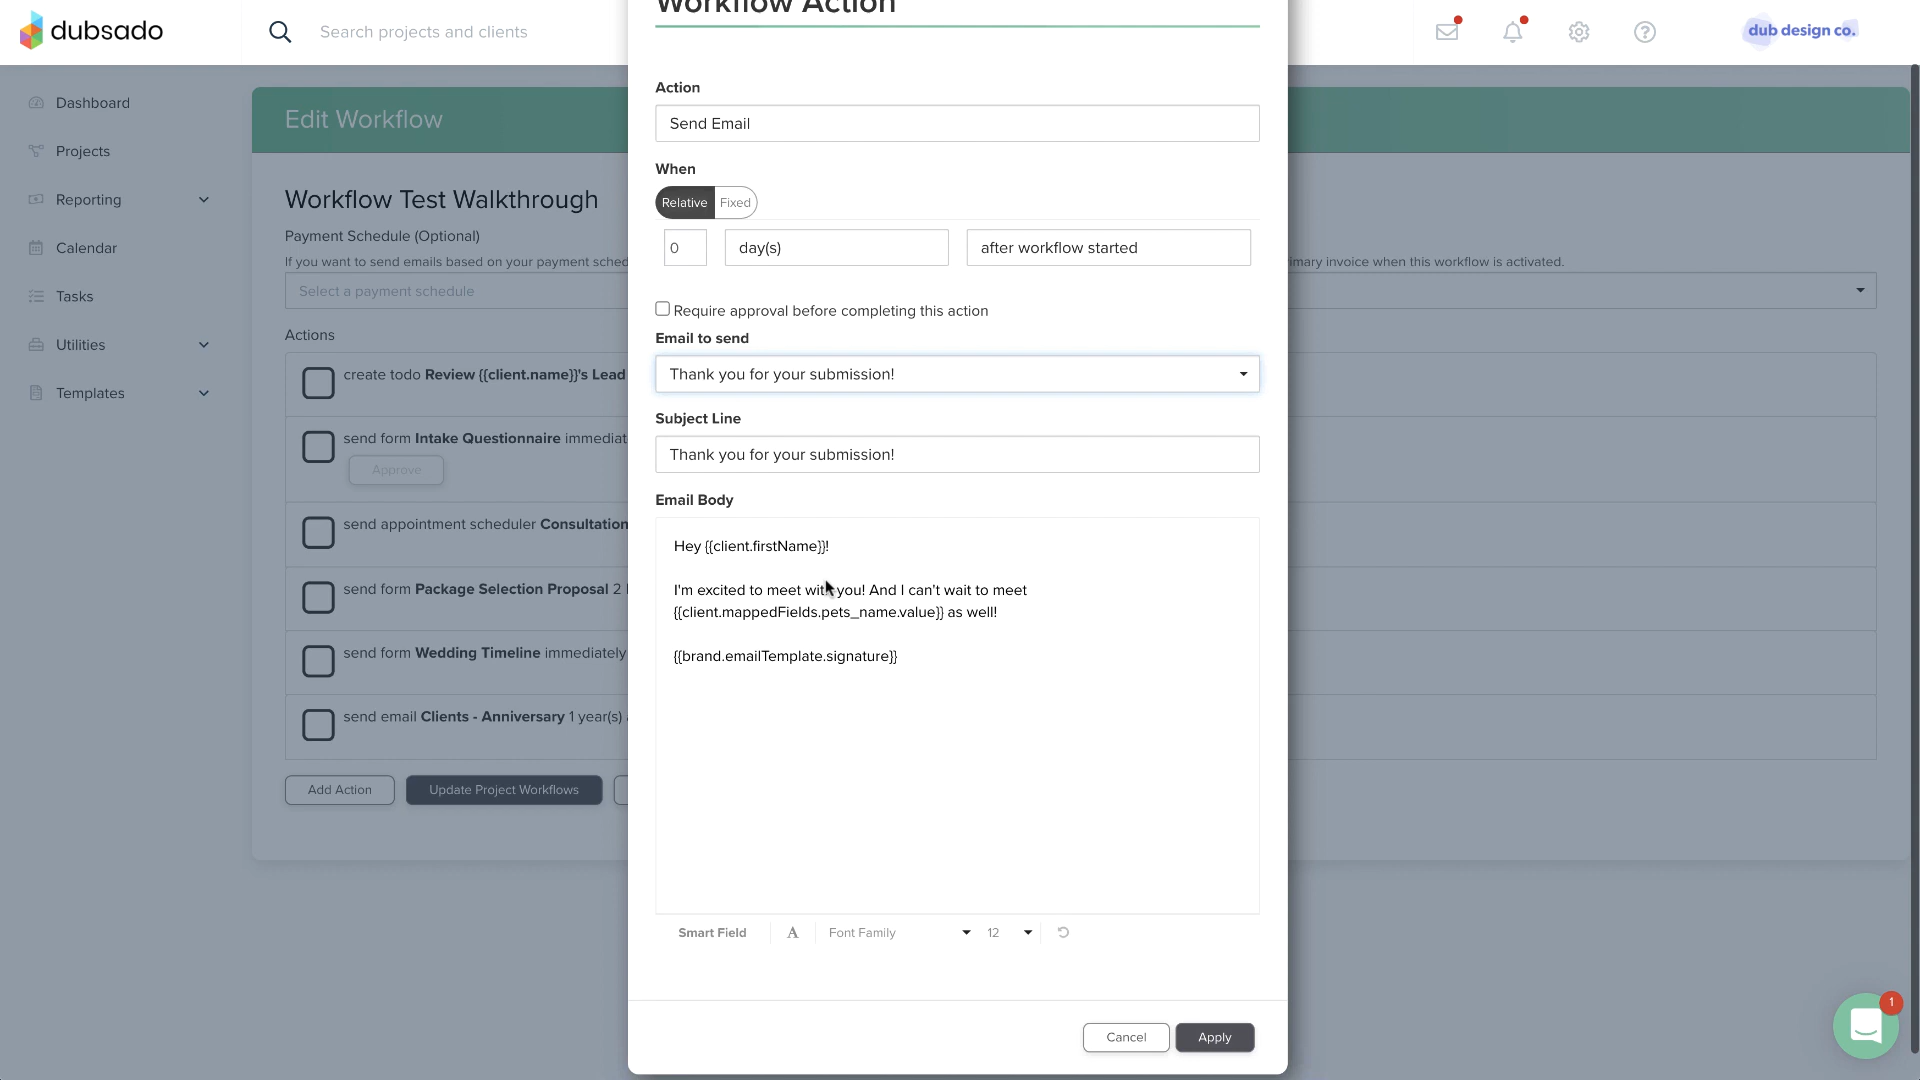 Workflow Action
dubsado
Search projects and clients
dub design co.
Dashboard
Projects
Reporting
Calendar
Tasks
Utilities
Templates
Edit Workflow
Workflow Test Walkthrough
Payment Schedule (Optional)
If you want to send emails based on your payment sched
imary invoice when this workflow is activated.
Select a payment schedule
Actions
create todo Review {{client.name}}'s Lead
send form Intake Questionnaire immediat
Approve
send appointment scheduler Consultation
send form Package Selection Proposal 2
send form Wedding Timeline immediately
send email Clients - Anniversary 1 year(s)
Add Action
Update Project Workflows
Action
Send Email
When
Relative
Fixed
0
day(s)
after workflow started
Require approval before completing this action
Email to send
Thank you for your submission!
Subject Line
Thank you for your submission!
Email Body
Hey {{client.firstName}}!
I'm excited to meet with you! And I can't wait to meet
{{client.mappedFields.pets_name.value}} as well!
{{brand.emailTemplate.signature}}
Smart Field
A
Font Family
12
Cancel
Apply
1